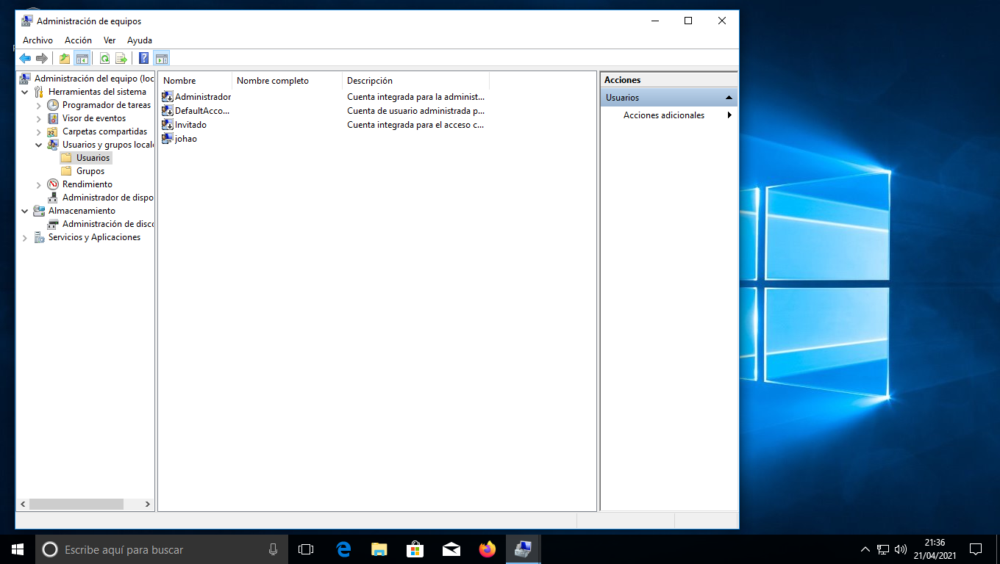 Administración de equipos
Archivo Acción Ver Ayuda
Administración del equipo (loc
Herramientas del sistema
Programador de tareas
Visor de eventos
Carpetas compartidas
Usuarios y grupos locale
Usuarios
Grupos
Rendimiento
Administrador de dispo
Almacenamiento
Administración de disco
Servicios y Aplicaciones
Nombre Nombre completo Descripción
Administrador Cuenta integrada para la administ...
DefaultAcco... Cuenta de usuario administrada p...
Invitado Cuenta integrada para el acceso c...
johao
Acciones
Usuarios
Acciones adicionales
Escribe aquí para buscar
21:36
21/04/2021